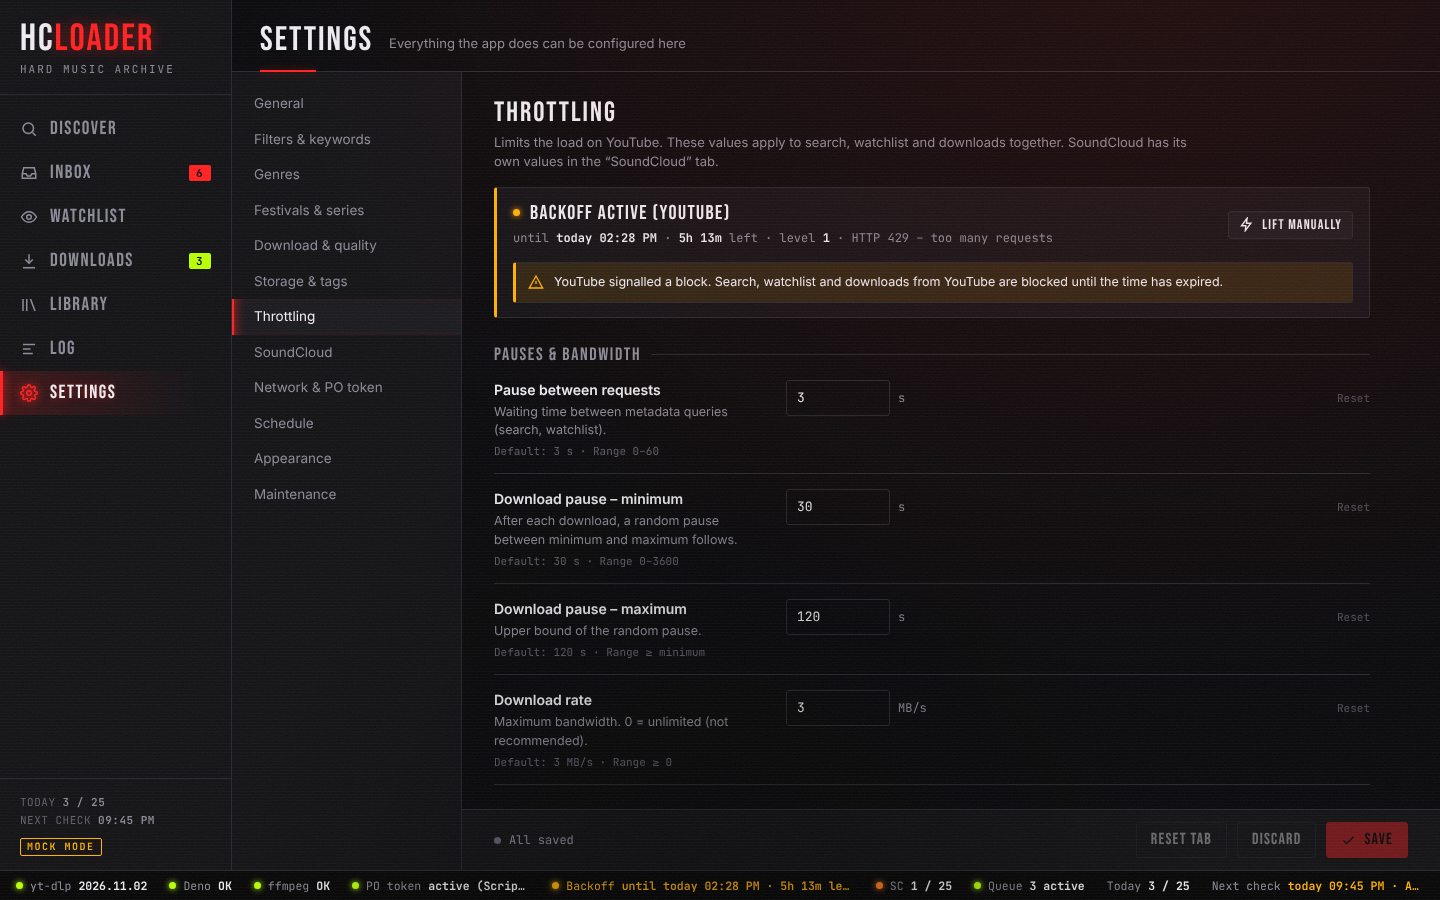 HCLOADER
HARD MUSIC ARCHIVE
DISCOVER
INBOX 6
WATCHLIST
DOWNLOADS 3
LIBRARY
LOG
SETTINGS
TODAY 3 / 25
NEXT CHECK 09:45 PM
MOCK MODE
SETTINGS Everything the app does can be configured here
General
Filters & keywords
Genres
Festivals & series
Download & quality
Storage & tags
Throttling
SoundCloud
Network & PO token
Schedule
Appearance
Maintenance
THROTTLING
Limits the load on YouTube. These values apply to search, watchlist and downloads together. SoundCloud has its
own values in the “SoundCloud” tab.
BACKOFF ACTIVE (YOUTUBE)
until today 02:28 PM · 5h 13m left · level 1 · HTTP 429 – too many requests
LIFT MANUALLY
YouTube signalled a block. Search, watchlist and downloads from YouTube are blocked until the time has expired.
PAUSES & BANDWIDTH
Pause between requests
Waiting time between metadata queries
(search, watchlist).
Default: 3 s · Range 0–60
3 s Reset
Download pause – minimum
After each download, a random pause
between minimum and maximum follows.
Default: 30 s · Range 0–3600
30 s Reset
Download pause – maximum
Upper bound of the random pause.
Default: 120 s · Range ≥ minimum
120 s Reset
Download rate
Maximum bandwidth. 0 = unlimited (not
recommended).
Default: 3 MB/s · Range ≥ 0
3 MB/s Reset
All saved RESET TAB DISCARD SAVE
yt-dlp 2026.11.02 Deno OK ffmpeg OK PO token active (Scrip… Backoff until today 02:28 PM · 5h 13m le… SC 1 / 25 Queue 3 active Today 3 / 25 Next check today 09:45 PM · A…